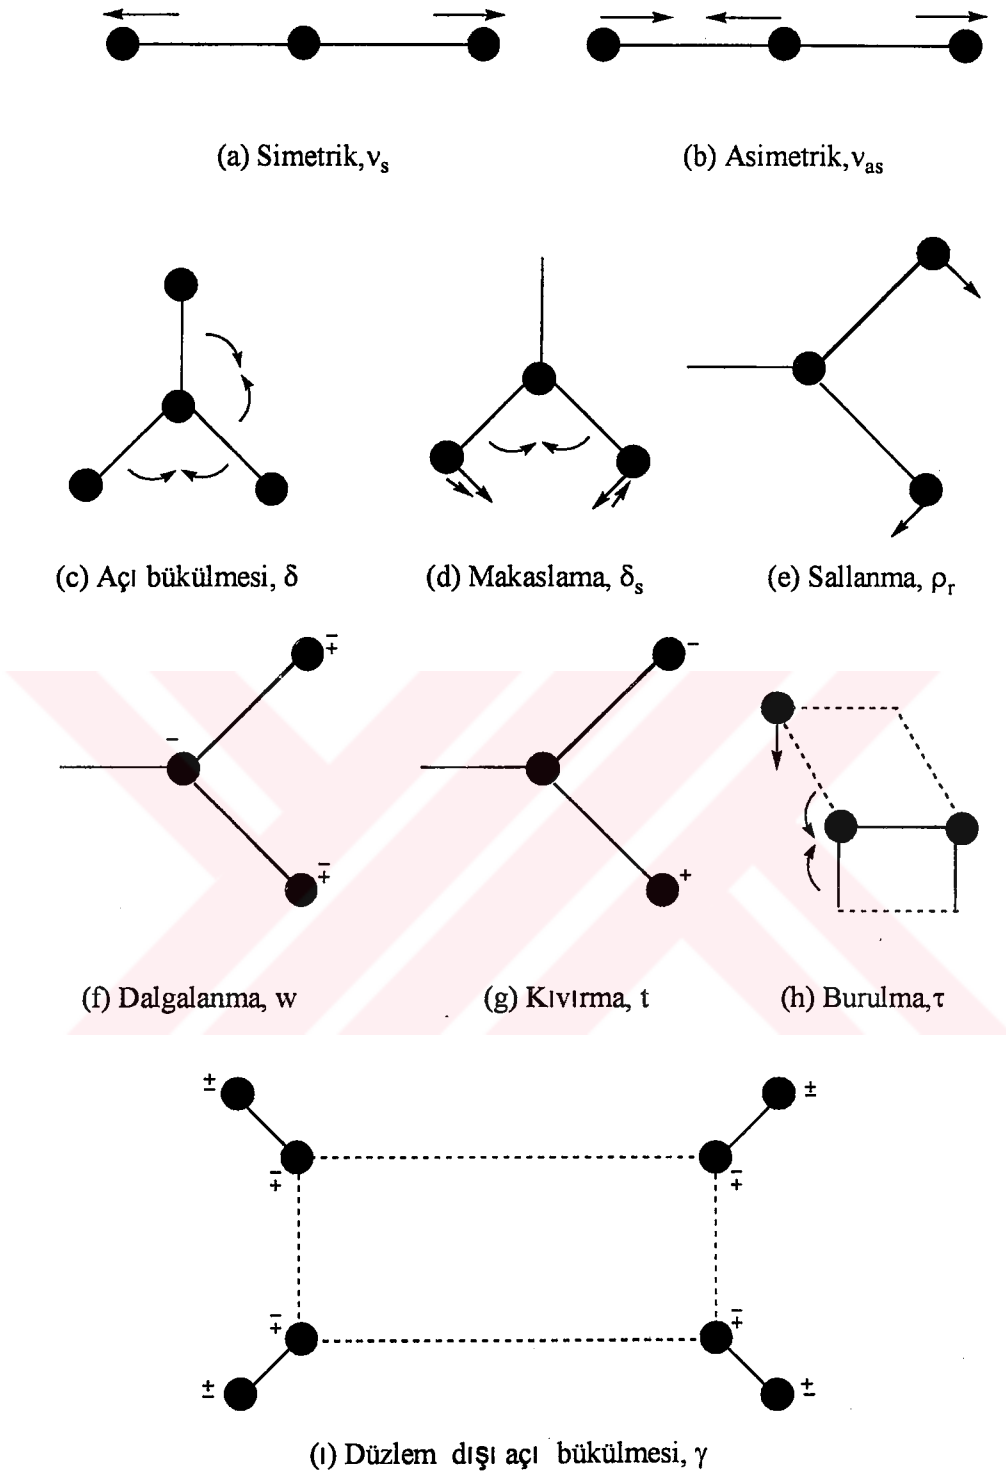 (a) Simetrik, νs
(b) Asimetrik, νas
(c) Açı bükülmesi, δ
(d) Makaslama, δs
(e) Sallanma, ρr
∓
∓
−
−
+
(f) Dalgalanma, w
(g) Kıvırma, t
(h) Burulma, τ
±
±
∓
∓
∓
∓
±
±
(ı) Düzlem dışı açı bükülmesi, γ